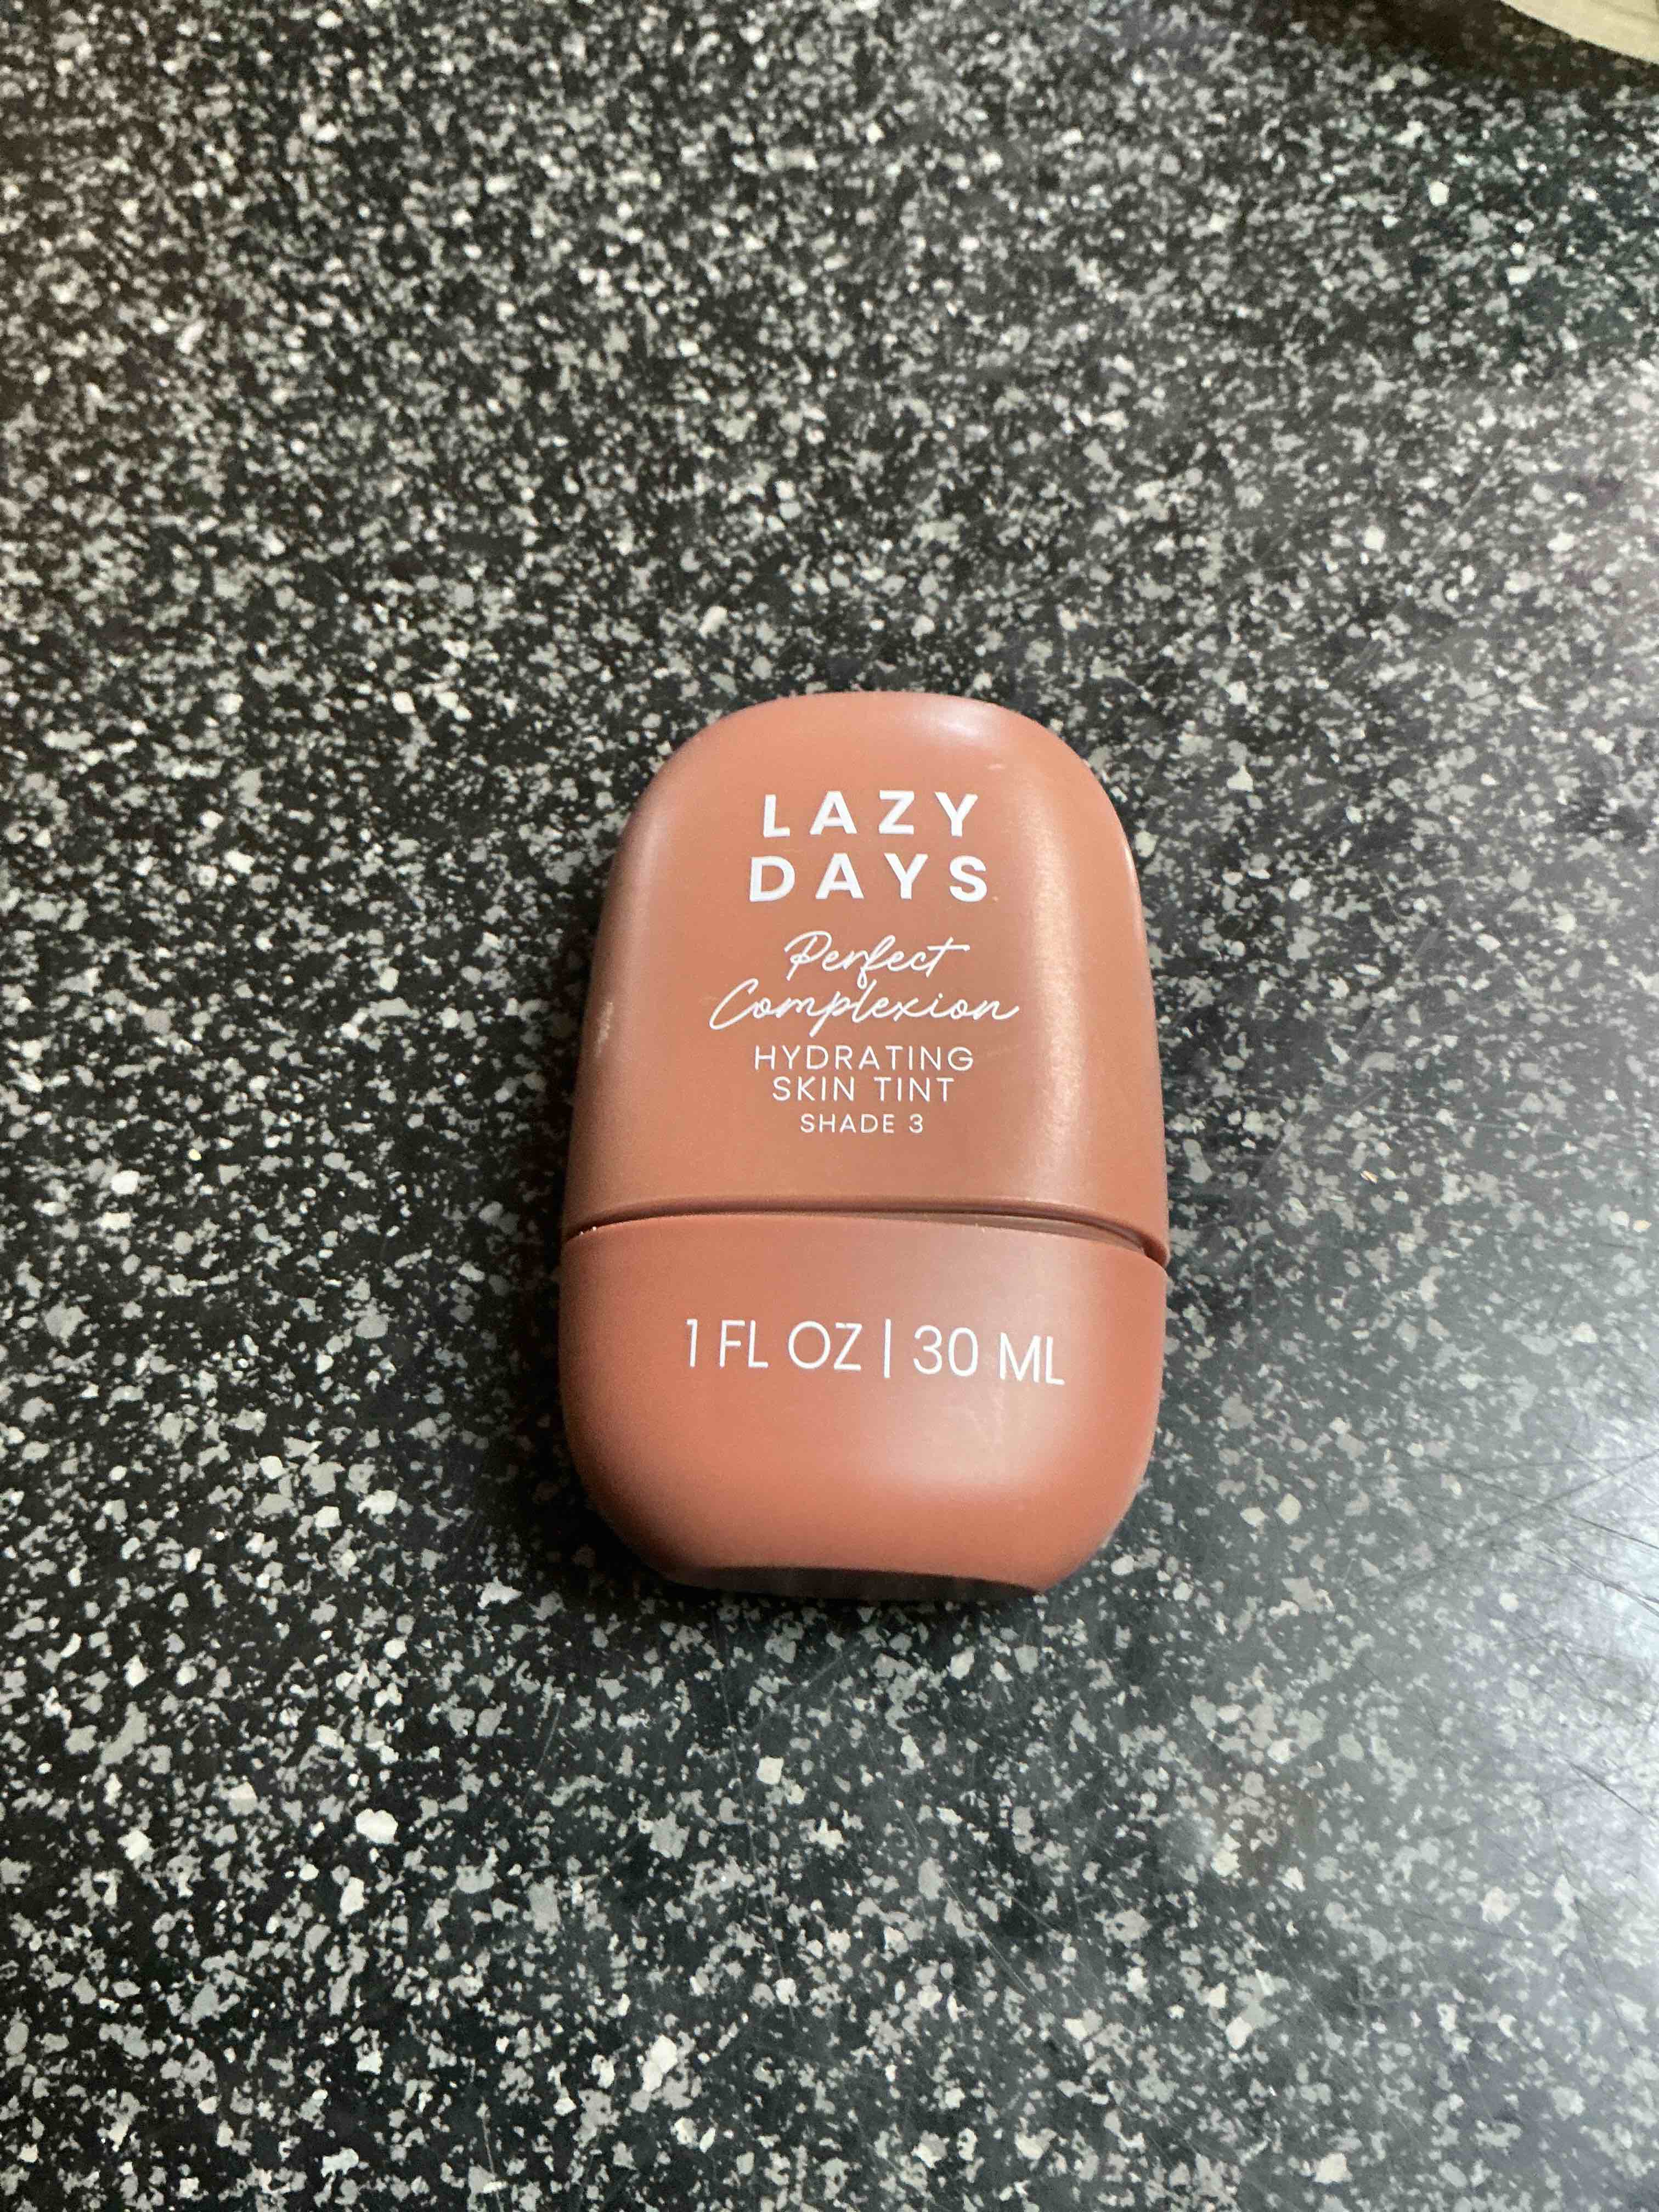 LAZY
DAYS
Perfect
Complexion
HYDRATING
SKIN TINT
SHADE 3
1 FL OZ | 30 ML